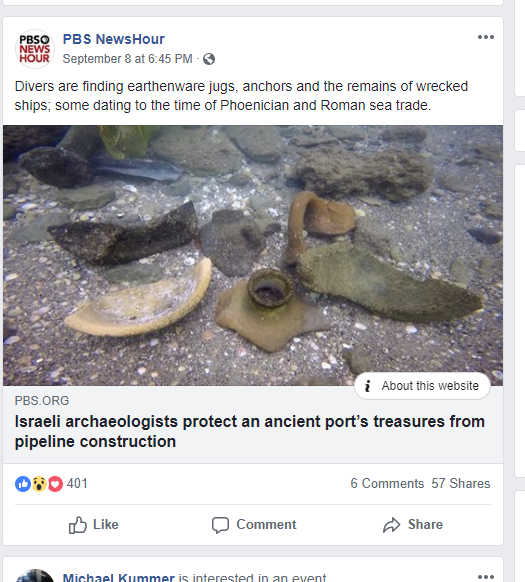 PBS
NEWS
HOUR
PBS NewsHour
September 8 at 6:45 PM ·
Divers are finding earthenware jugs, anchors and the remains of wrecked
ships; some dating to the time of Phoenician and Roman sea trade.
i About this website
PBS.ORG
Israeli archaeologists protect an ancient port's treasures from
pipeline construction
401
6 Comments 57 Shares
Like Comment Share
Michael Kummer is interested in an event